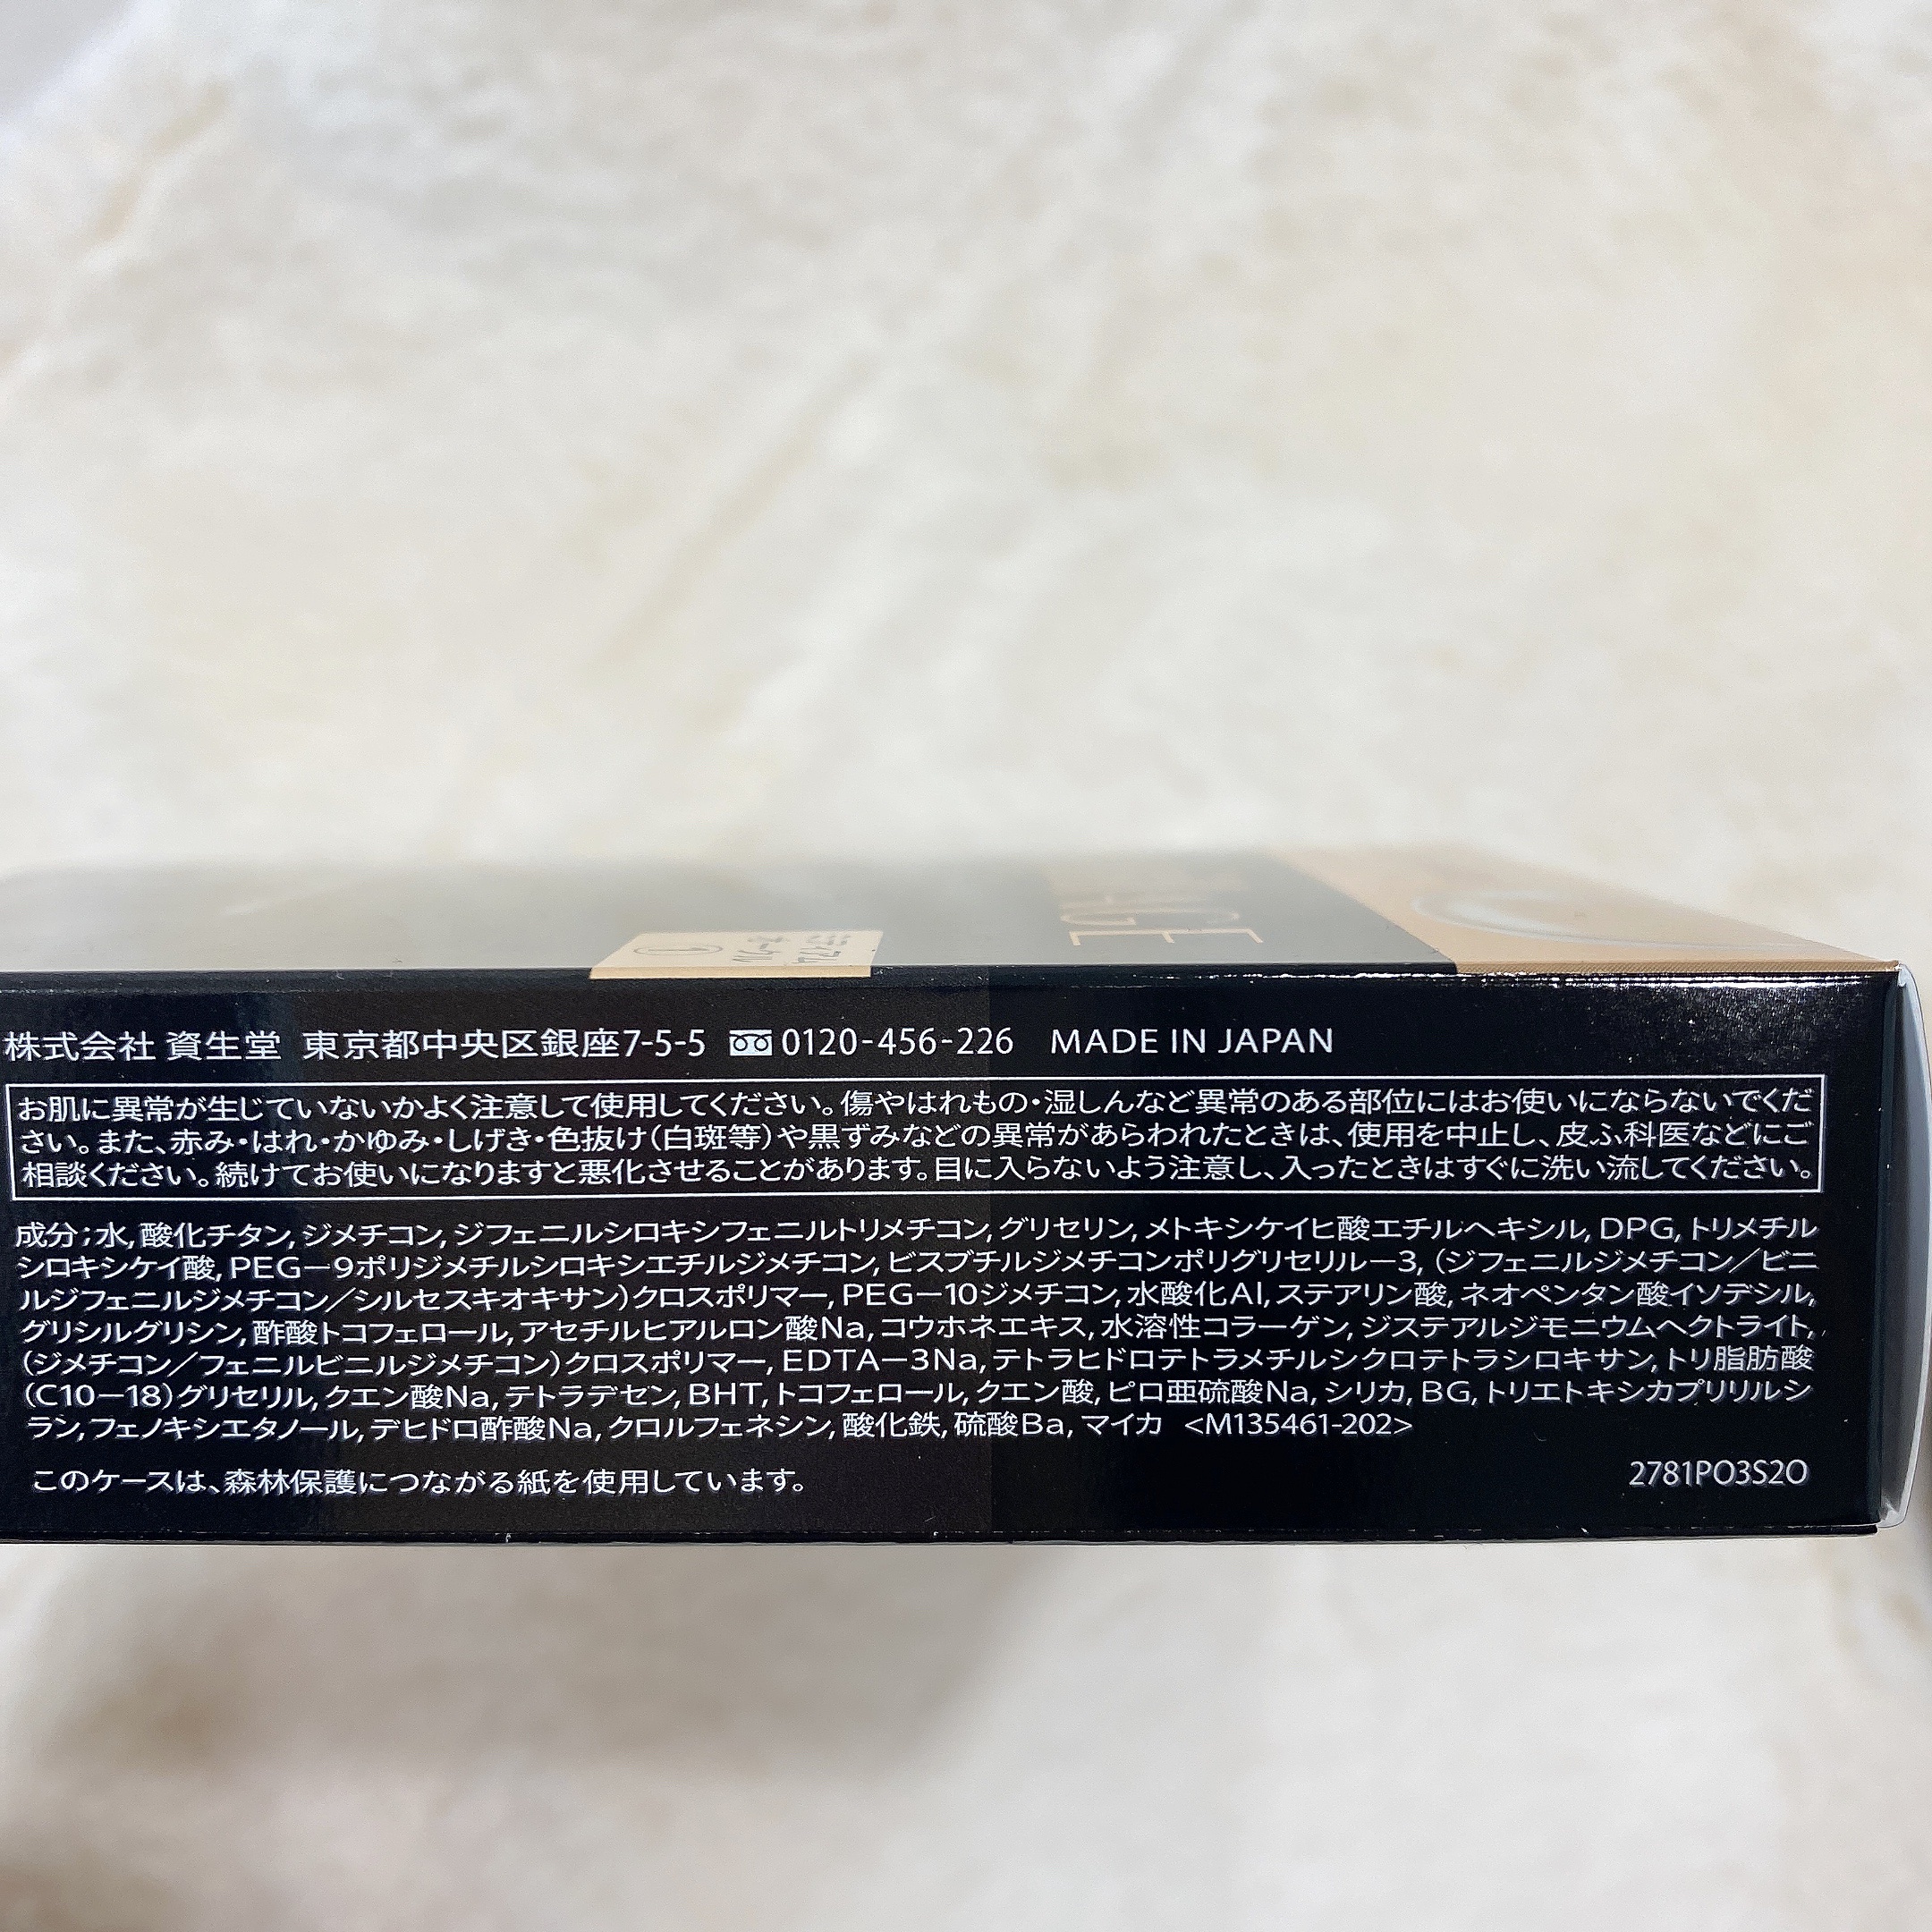 ミディアム
オークル
①
株式会社 資生堂 東京都中央区銀座7-5-5 0120-456-226 MADE IN JAPAN
お肌に異常が生じていないかよく注意して使用してください。傷やはれもの・湿しんなど異常のある部位にはお使いにならないでくだ
さい。また、赤み・はれ・かゆみ・しげき・色抜け(白斑等)や黒ずみなどの異常があらわれたときは、使用を中止し、皮ふ科医などにご
相談ください。続けてお使いになりますと悪化させることがあります。目に入らないよう注意し、入ったときはすぐに洗い流してください。
成分;水,酸化チタン,ジメチコン,ジフェニルシロキシフェニルトリメチコン,グリセリン,メトキシケイヒ酸エチルヘキシル,DPG,トリメチル
シロキシケイ酸,PEG-9ポリジメチルシロキシエチルジメチコン,ビスブチルジメチコンポリグリセリル-3,(ジフェニルジメチコン/ビニ
ルジフェニルジメチコン/シルセスキオキサン)クロスポリマー,PEG-10ジメチコン,水酸化Al,ステアリン酸,ネオペンタン酸イソデシル,
グリシルグリシン,酢酸トコフェロール,アセチルヒアルロン酸Na,コウホネエキス,水溶性コラーゲン,ジステアルジモニウムヘクトライト,
(ジメチコン/フェニルビニルジメチコン)クロスポリマー,EDTA-3Na,テトラヒドロテトラメチルシクロテトラシロキサン,トリ脂肪酸
(C10-18)グリセリル,クエン酸Na,テトラデセン,BHT,トコフェロール,クエン酸,ピロ亜硫酸Na,シリカ,BG,トリエトキシカプリリルシ
ラン,フェノキシエタノール,デヒドロ酢酸Na,クロルフェネシン,酸化鉄,硫酸Ba,マイカ <M135461-202>
このケースは、森林保護につながる紙を使用しています。
2781PO3S2O